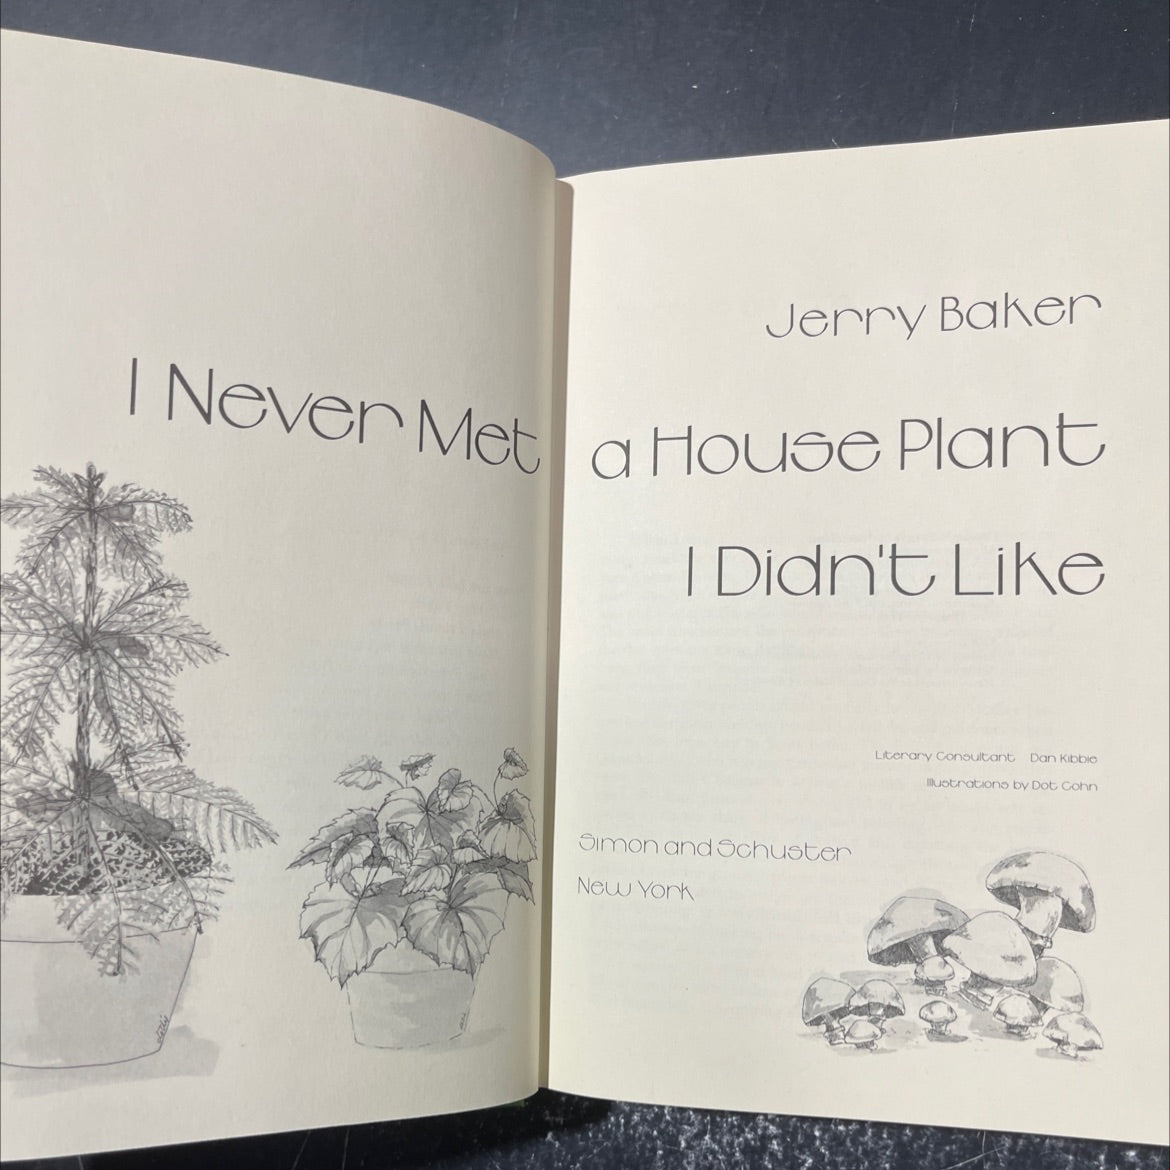 Jerry Baker
I Never Met a House Plant
I Didn't Like
Literary Consultant Dan Kibbie
Illustrations by Dot Cohn
Simon and Schuster
New York